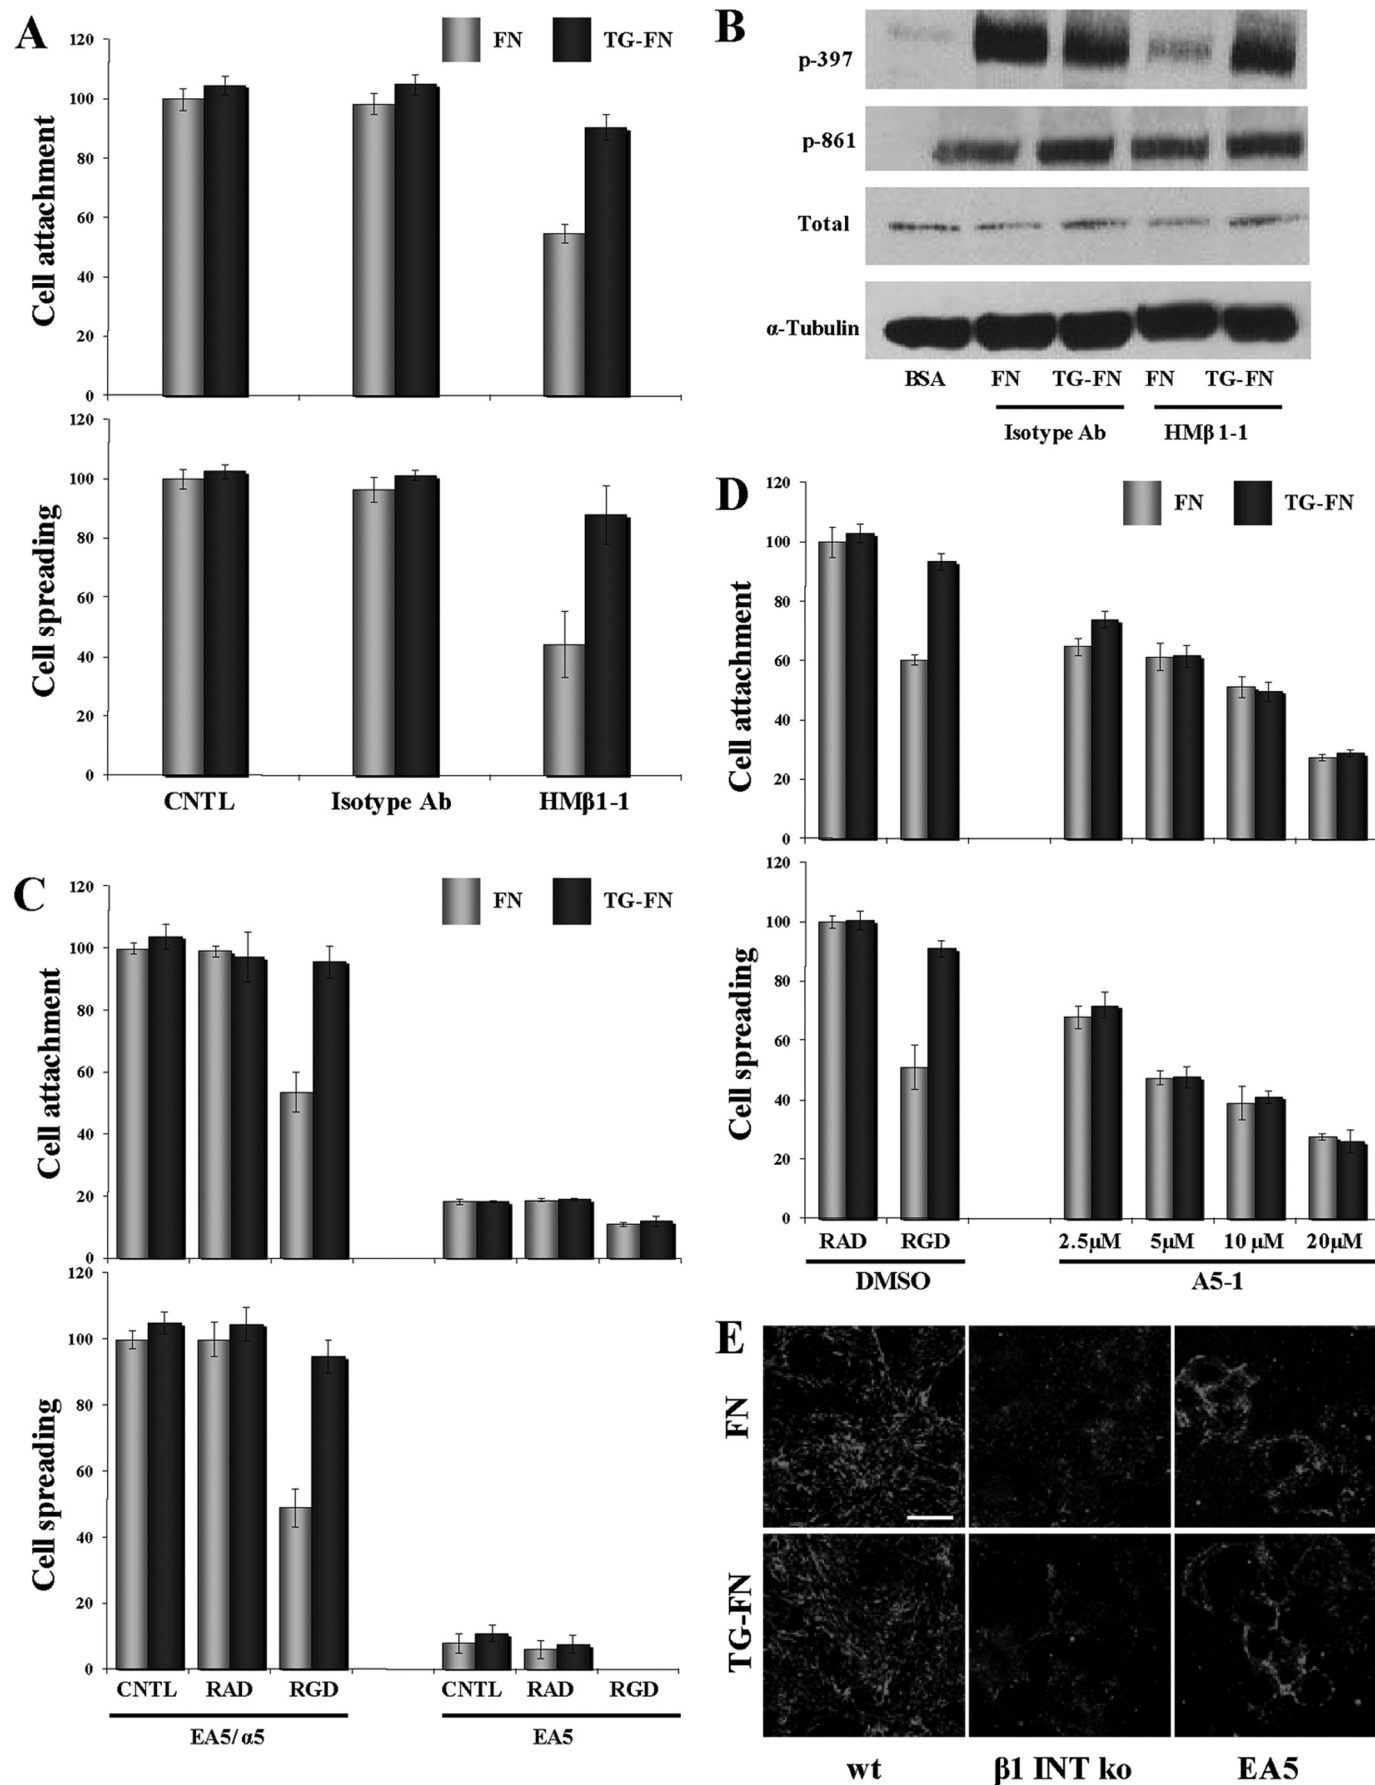 A
FN TG-FN
Cell attachment
120
100
80
60
40
20
0
Cell spreading
120
100
80
60
40
20
0
CNTL Isotype Ab HMβ1-1
B
p-397
p-861
Total
α-Tubulin
BSA FN TG-FN FN TG-FN
Isotype Ab HMβ1-1
C
FN TG-FN
Cell attachment
120
100
80
60
40
20
0
Cell spreading
120
100
80
60
40
20
0
CNTL RAD RGD CNTL RAD RGD
EA5/α5 EA5
D
FN TG-FN
Cell attachment
120
100
80
60
40
20
0
Cell spreading
120
100
80
60
40
20
0
RAD RGD 2.5μM 5μM 10 μM 20μM
DMSO A5-1
E
FN
TG-FN
wt β1 INT ko EA5